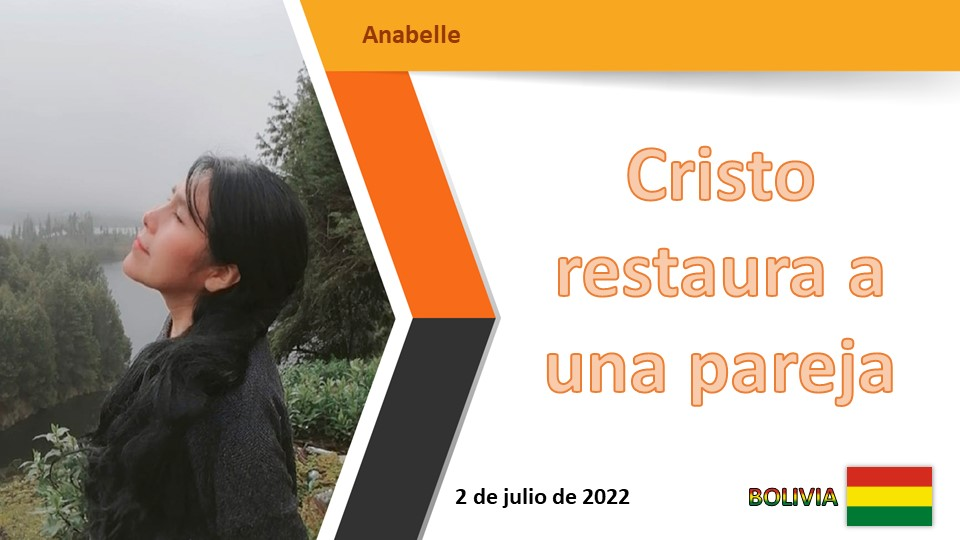 Anabelle
Cristo
restaura a
una pareja
2 de julio de 2022
BOLIVIA